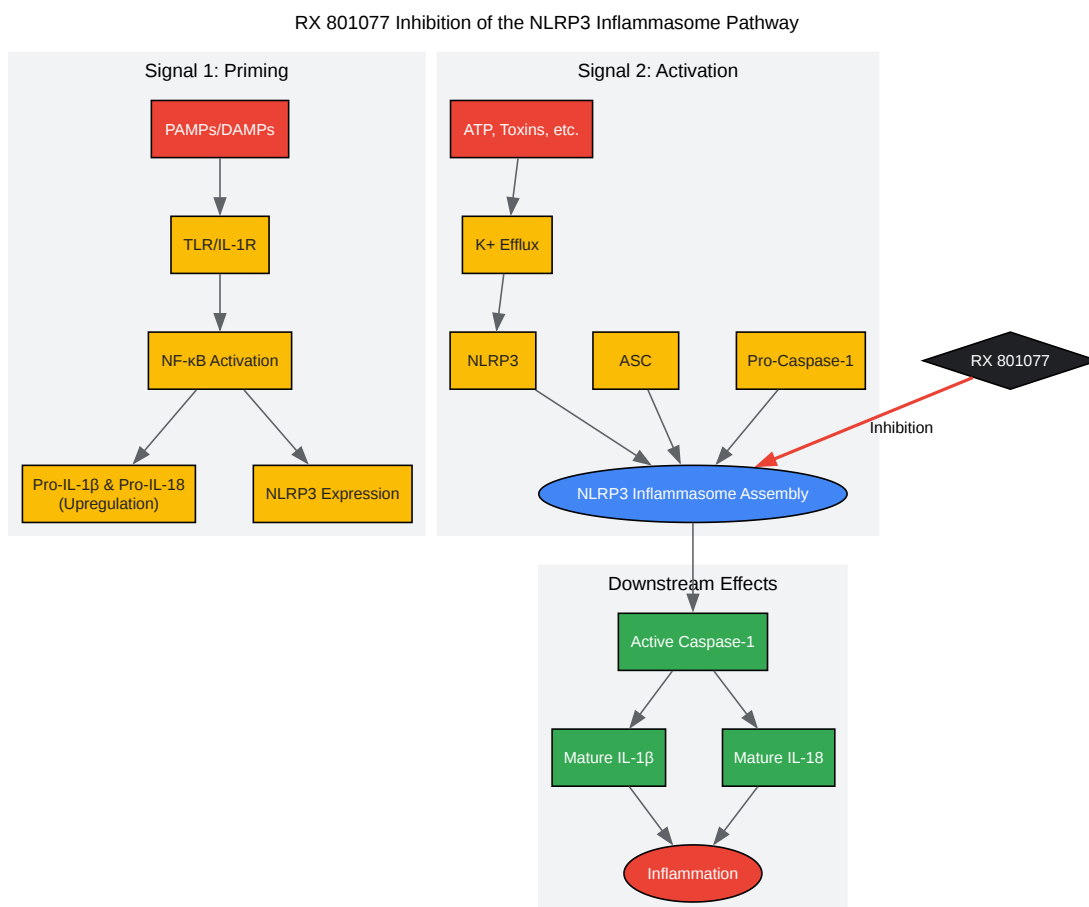 RX 801077 Inhibition of the NLRP3 Inflammasome Pathway
Signal 1: Priming
PAMPs/DAMPs
TLR/IL-1R
NF-κB Activation
Pro-IL-1β & Pro-IL-18
(Upregulation)
NLRP3 Expression
Signal 2: Activation
ATP, Toxins, etc.
K+ Efflux
NLRP3
ASC
Pro-Caspase-1
RX 801077
Inhibition
NLRP3 Inflammasome Assembly
Downstream Effects
Active Caspase-1
Mature IL-1β
Mature IL-18
Inflammation